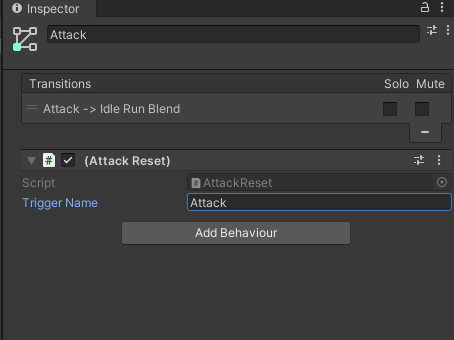 Inspector
Attack
Transitions Solo Mute
Attack -> Idle Run Blend
(Attack Reset)
Script AttackReset
Trigger Name Attack
Add Behaviour